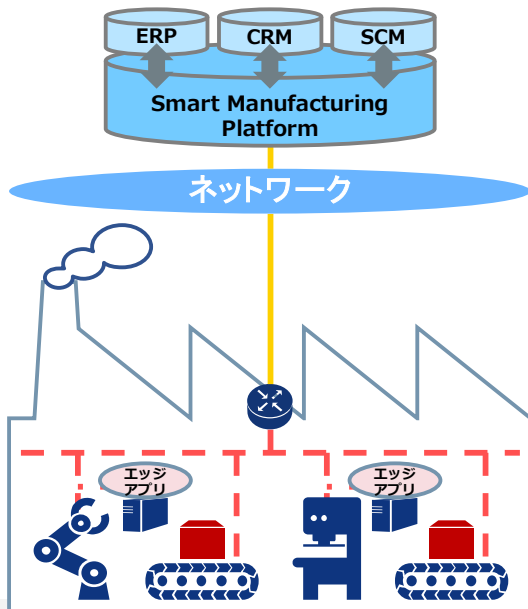 ERP
CRM
SCM
Smart Manufacturing
Platform
ネットワーク
エッジ
アプリ
エッジ
アプリ